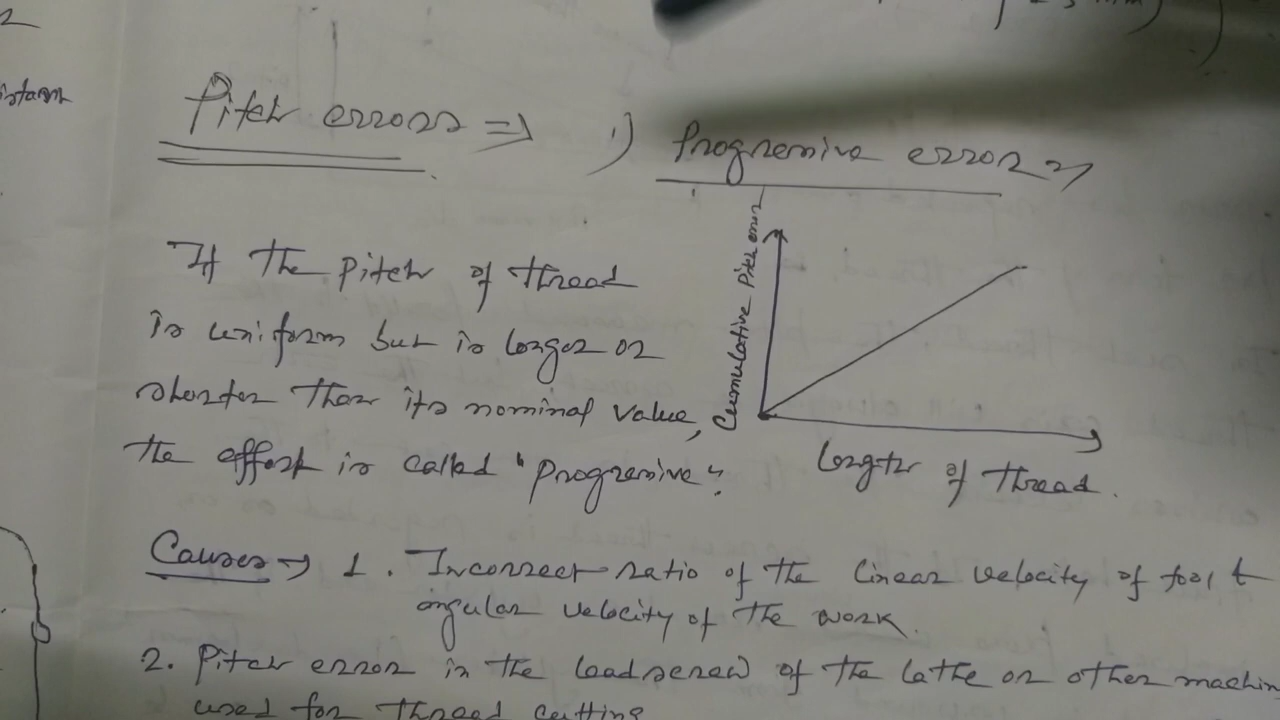 Pitch errors ⇒ 1) Progressive error →
Cumulative Pitch error
If the pitch of thread
is uniform but is longer or
shorter than its nominal value,
the effect is called "Progressive".
Length of thread.
Causes → 1. Incorrect ratio of the linear velocity of tool &
angular velocity of the work.
2. Pitch error in the leadscrew of the lathe or other machin
used for thread cutting